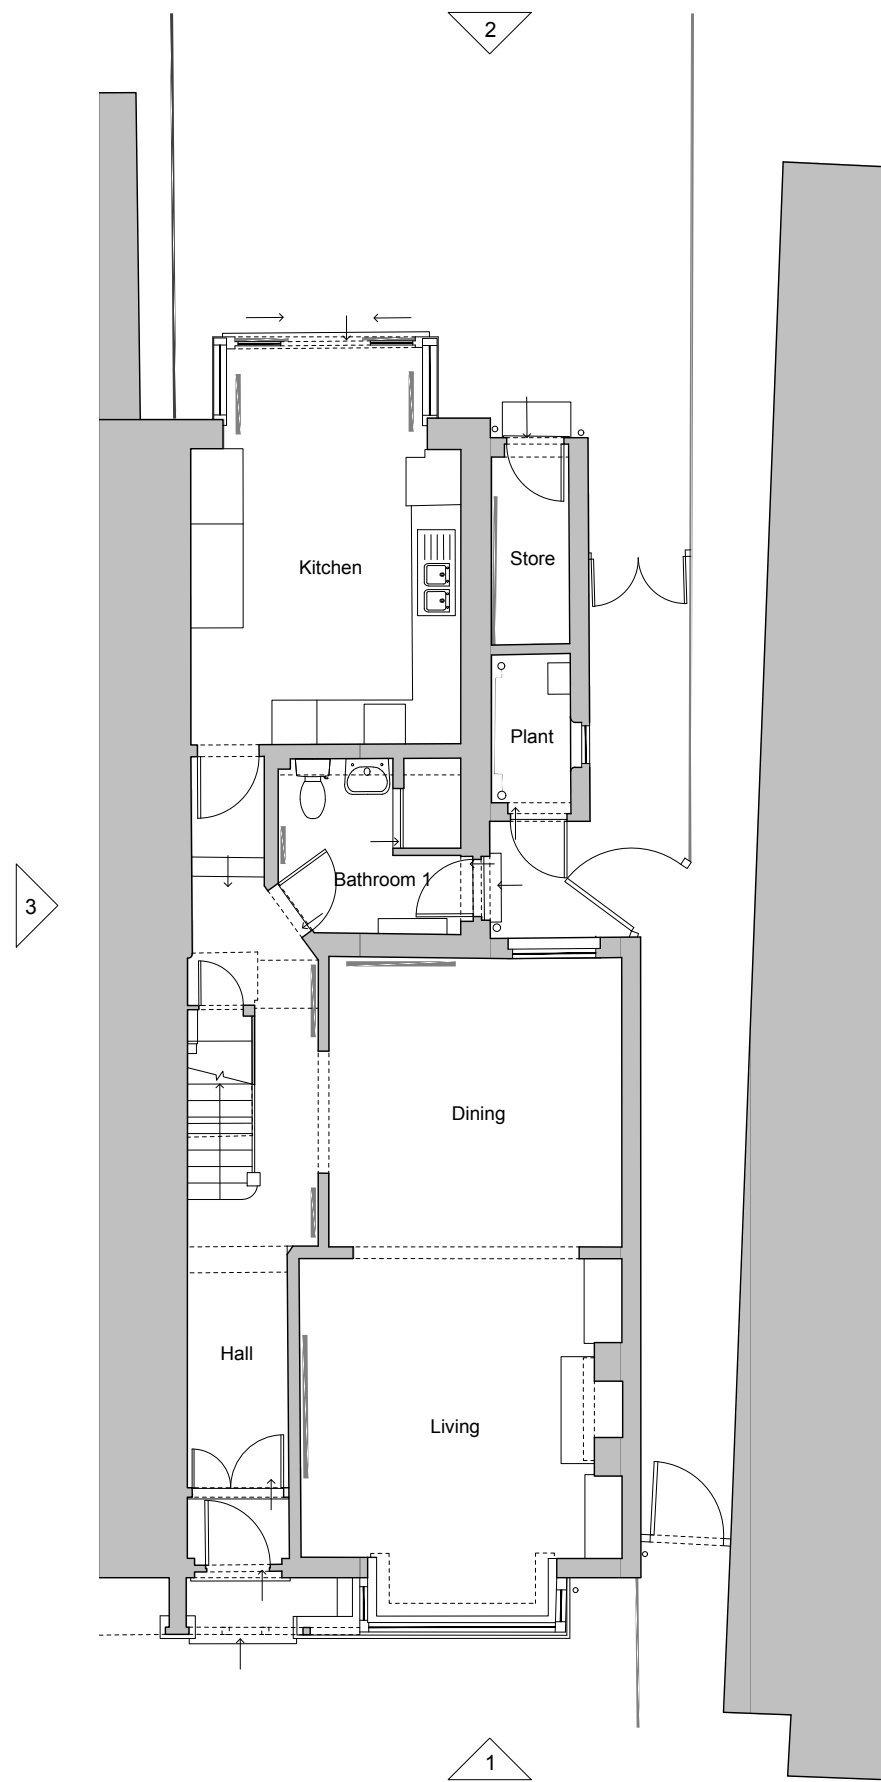 2
Kitchen
Store
Plant
Bathroom 1
3
Dining
Hall
Living
1